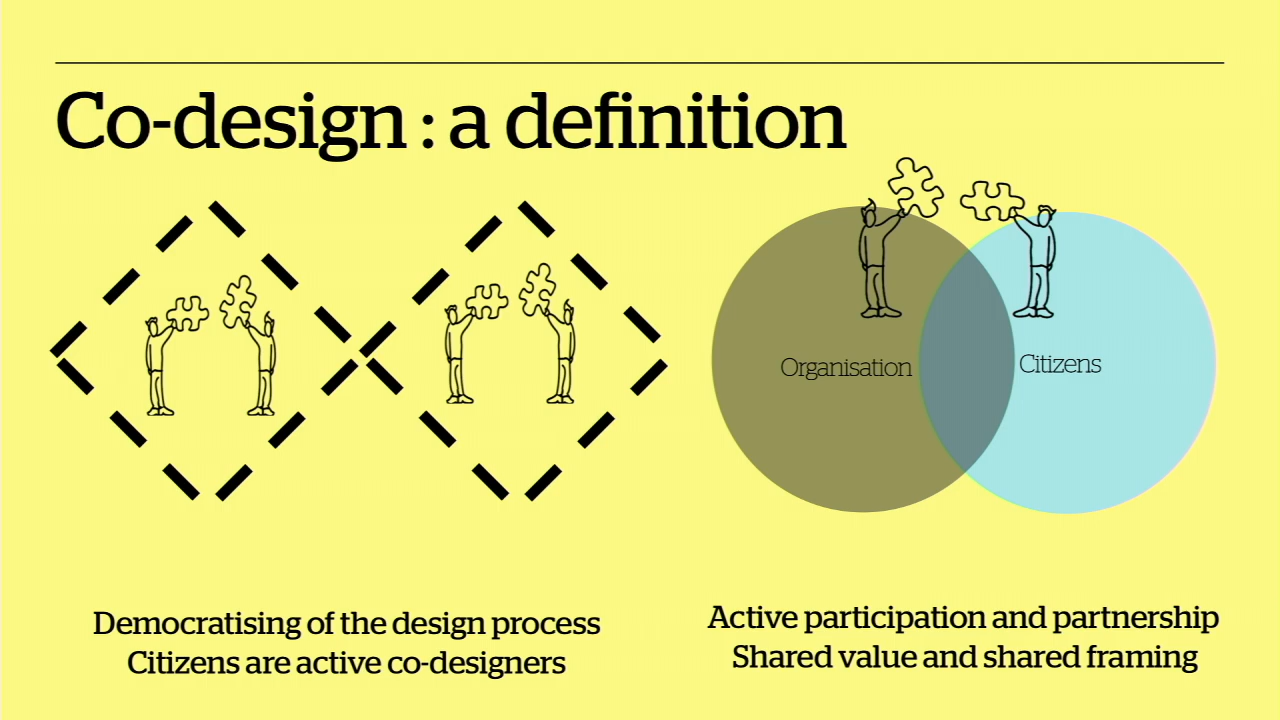 Co-design : a definition
Organisation
Citizens
Democratising of the design process
Citizens are active co-designers
Active participation and partnership
Shared value and shared framing